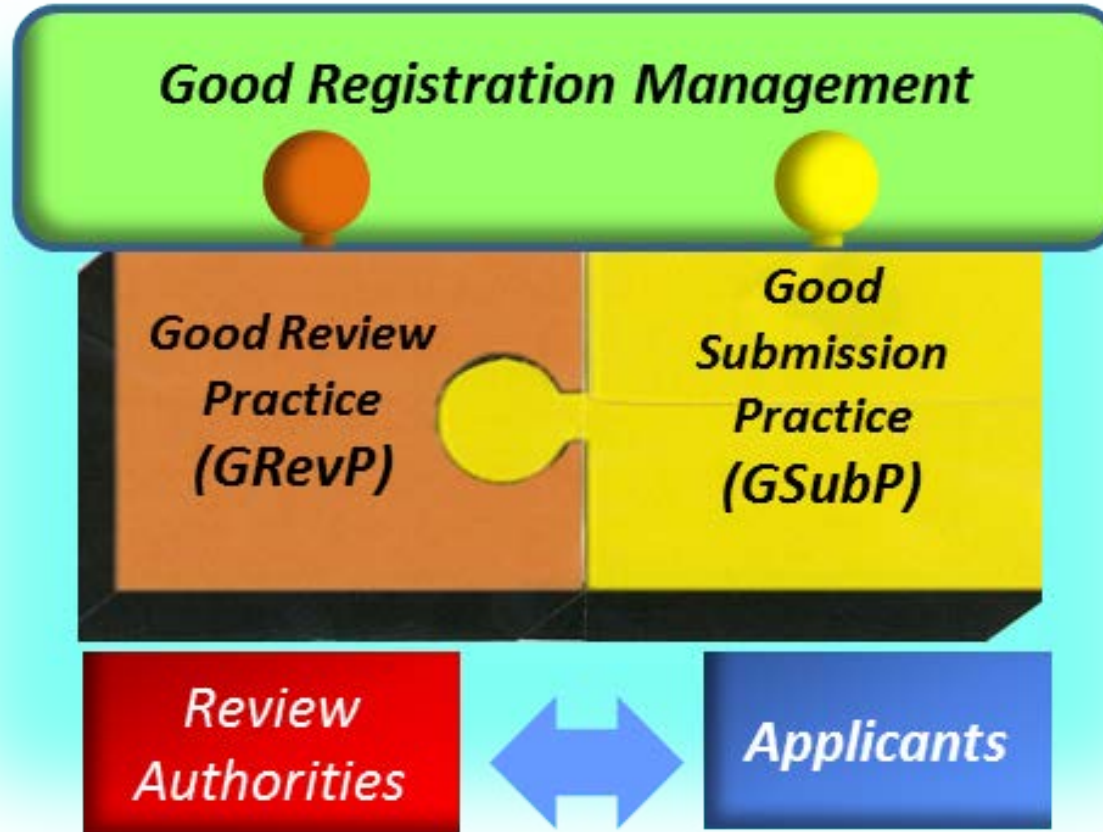 Good Registration Management
Good Review
Practice
(GRevP)
Good
Submission
Practice
(GSubP)
Review
Authorities
Applicants